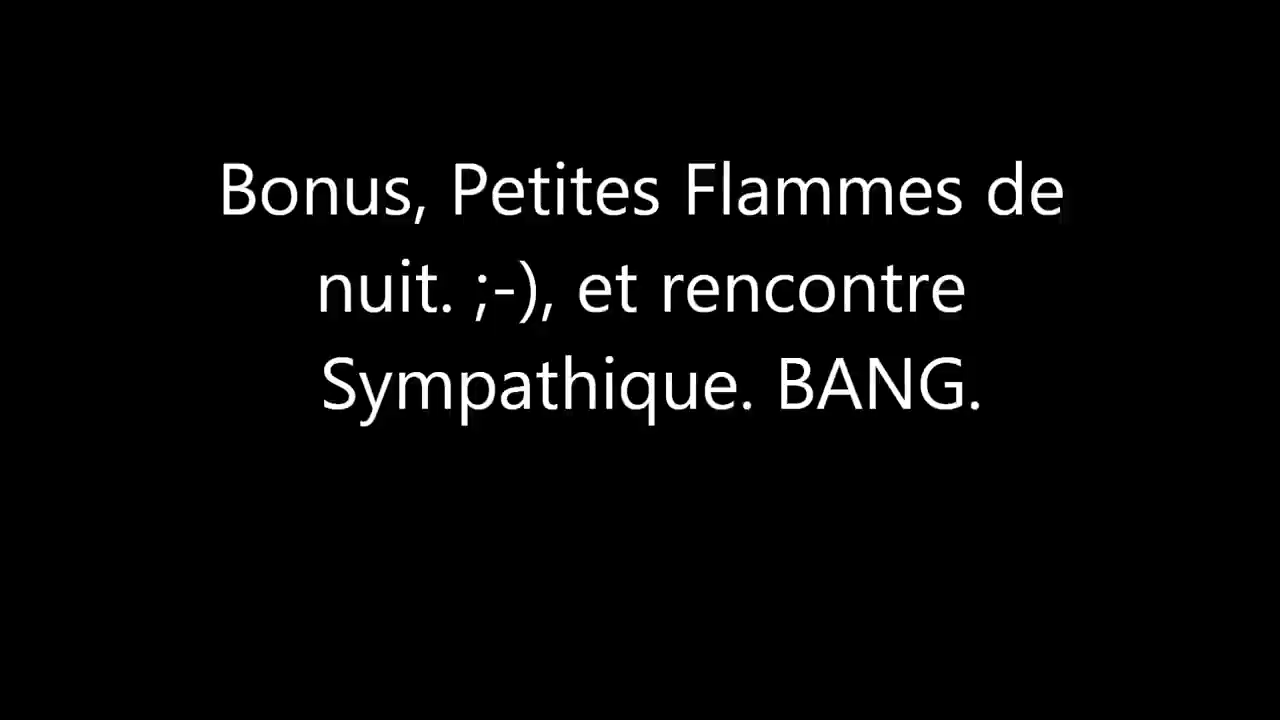 Bonus, Petites Flammes de
nuit. ;-), et rencontre
Sympathique. BANG.